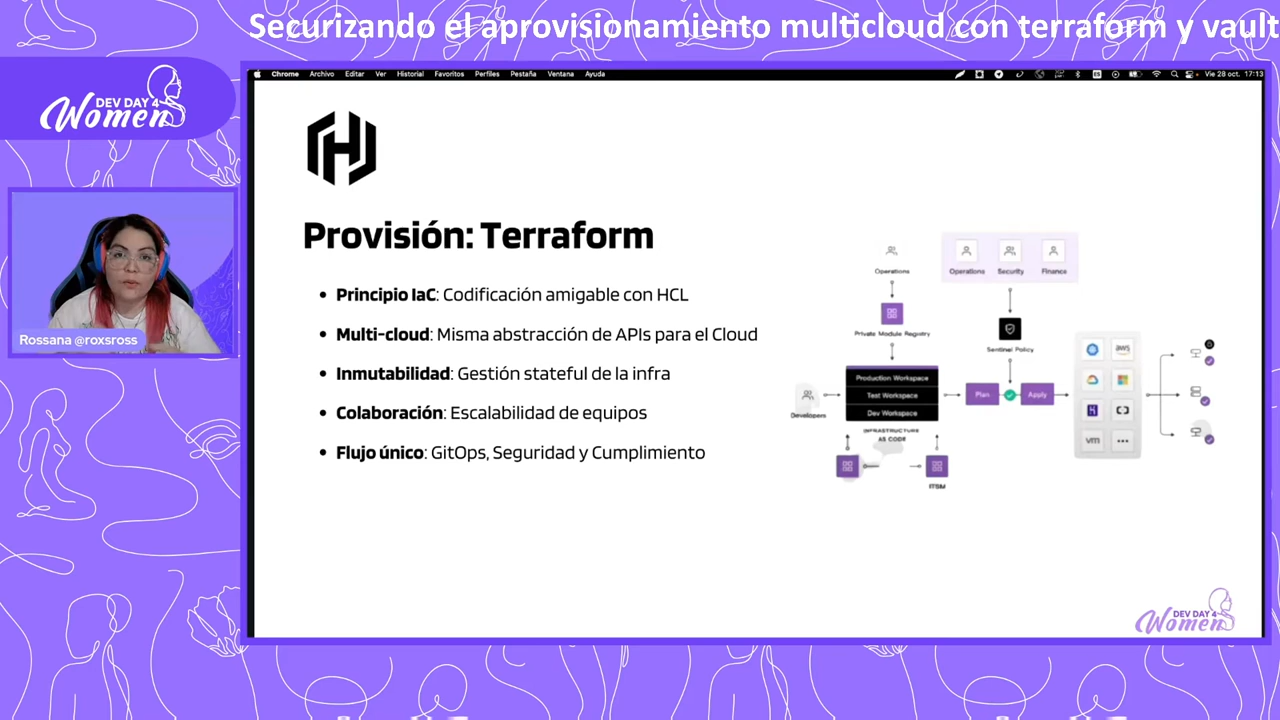 Securizando el aprovisionamiento multicloud con terraform y vault
DEV DAY 4
Women
Chrome Archivo Editar Ver Historial Favoritos Perfiles Pestaña Ventana Ayuda
Vie 28 oct. 17:13
Rossana @roxsross
Provisión: Terraform
• Principio IaC: Codificación amigable con HCL
• Multi-cloud: Misma abstracción de APIs para el Cloud
• Inmutabilidad: Gestión stateful de la infra
• Colaboración: Escalabilidad de equipos
• Flujo único: GitOps, Seguridad y Cumplimiento
Operations
Operations Security Finance
Private Module Registry
Sentinel Policy
Developers
Production Workspace
Test Workspace
Dev Workspace
INFRASTRUCTURE
AS CODE
Plan
Apply
aws
vm
ITSM
DEV DAY 4
Women